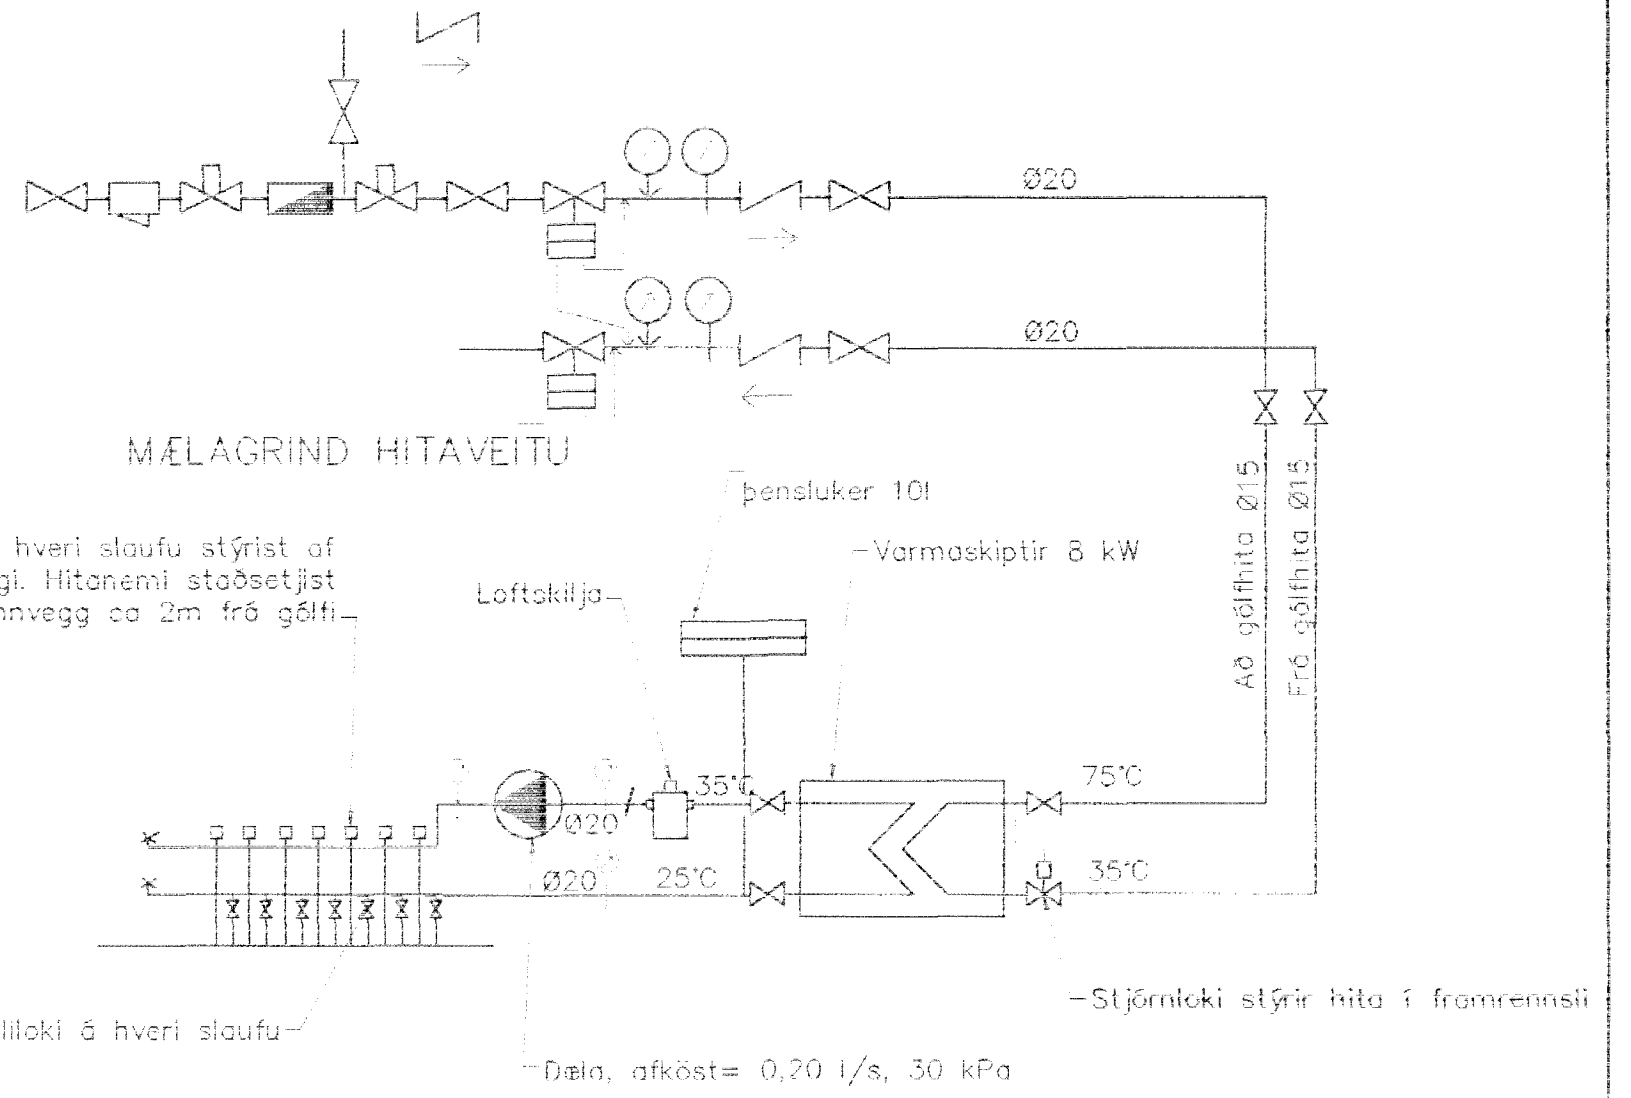 Ø20
Ø20
MÆLAGRIND HITAVEITU
Að gólfhita Ø15
Frá gólfhita Ø15
þensluker 10l
Varmaskiptir 8 kW
hveri slaufu stýrist af
gi. Hitanemi staðsetjist
nnvegg ca 2m frá gólfi
Loftskilja
35°C
75°C
Ø20
Ø20
25°C
35°C
Stjórnloki stýrir hita í framrennsli
liloki á hveri slaufu
Dæla, afköst= 0,20 l/s, 30 kPa